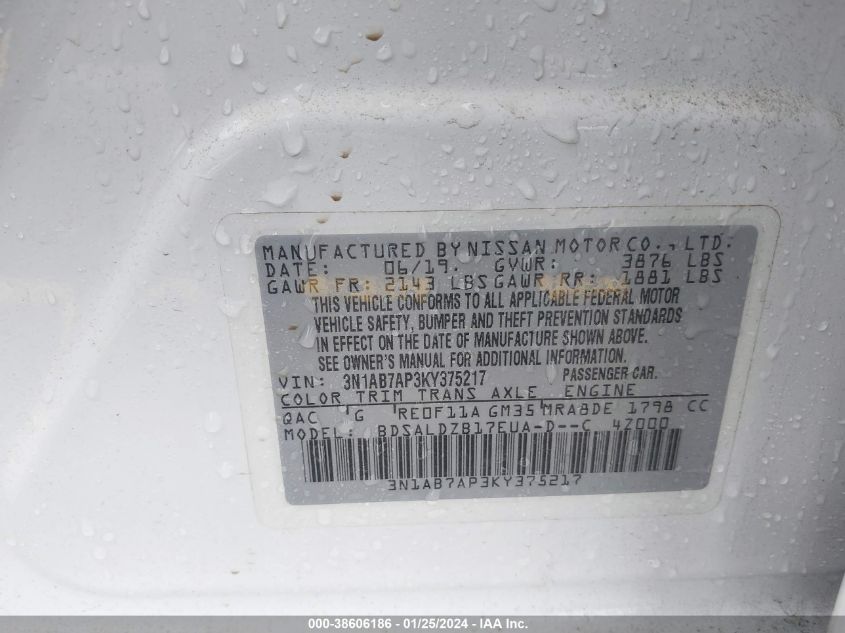 MANUFACTURED BY NISSAN MOTOR CO., LTD.
DATE: 06/19. GVWR: 3876 LBS
GAWR FR: 2143 LBS GAWR RR: 1881 LBS
THIS VEHICLE CONFORMS TO ALL APPLICABLE FEDERAL MOTOR
VEHICLE SAFETY, BUMPER AND THEFT PREVENTION STANDARDS
IN EFFECT ON THE DATE OF MANUFACTURE SHOWN ABOVE.
SEE OWNER'S MANUAL FOR ADDITIONAL INFORMATION.
VIN: 3N1AB7AP3KY375217 PASSENGER CAR.
COLOR TRIM TRANS AXLE ENGINE
QAC 'G 'RE0F11A GM35'MRA8DE 1798 CC
MODEL: BDSALDZB17EUA-D--C 4Z000
3N1AB7AP3KY375217
000-38606186 - 01/25/2024 - IAA Inc.